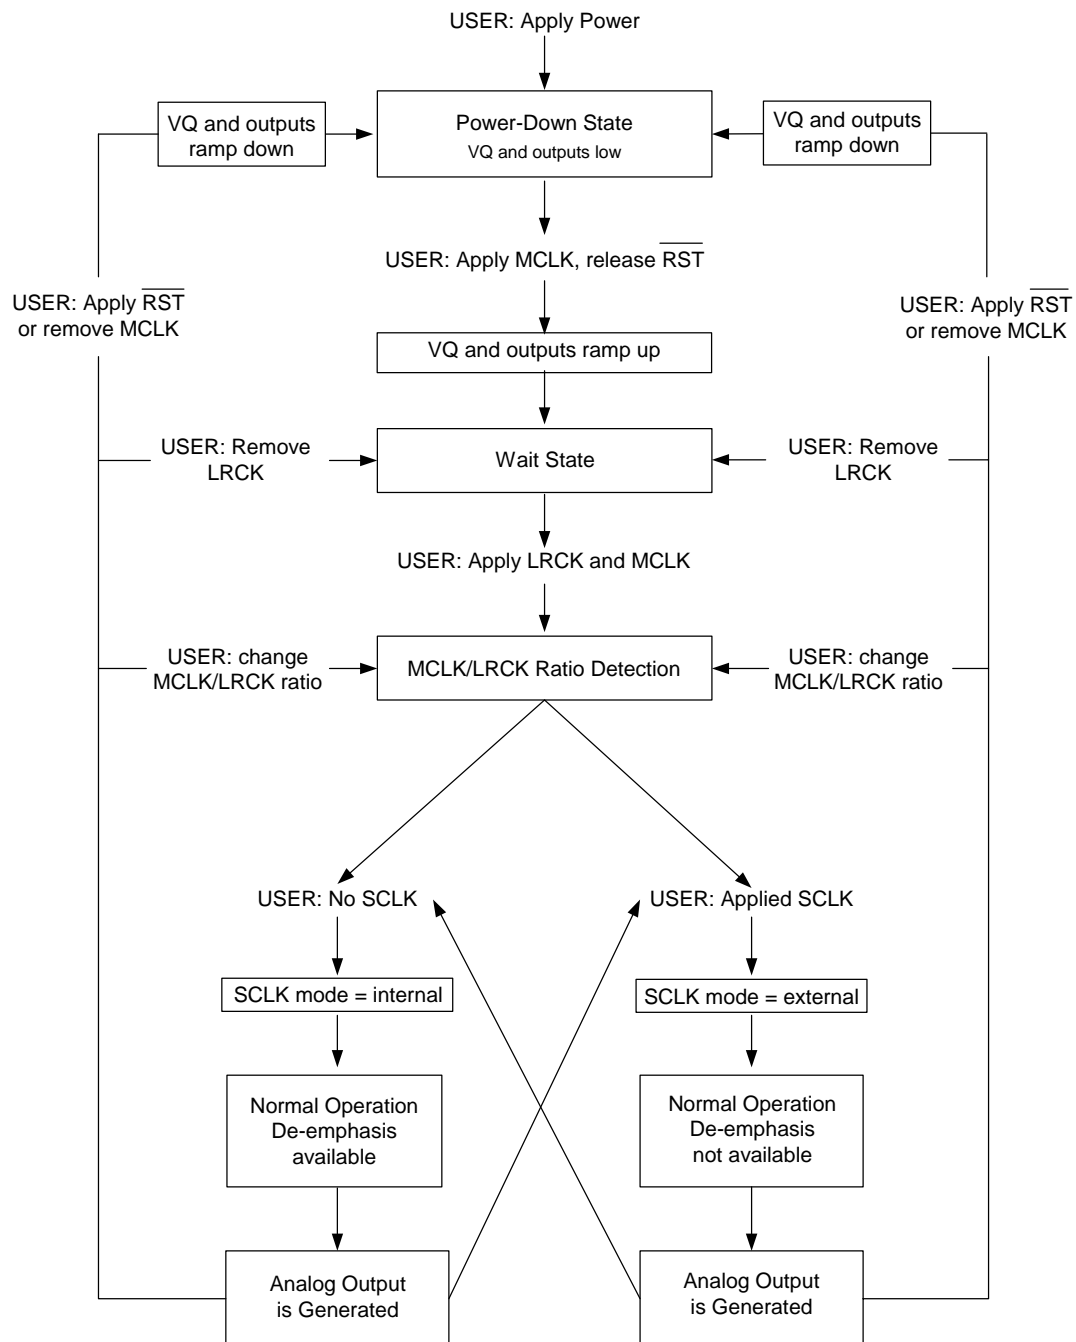 USER: Apply Power
VQ and outputs
ramp down
Power-Down State
VQ and outputs low
VQ and outputs
ramp down
USER: Apply MCLK, release RST
USER: Apply RST
or remove MCLK
USER: Apply RST
or remove MCLK
VQ and outputs ramp up
USER: Remove
LRCK
Wait State
USER: Remove
LRCK
USER: Apply LRCK and MCLK
USER: change
MCLK/LRCK ratio
MCLK/LRCK Ratio Detection
USER: change
MCLK/LRCK ratio
USER: No SCLK
USER: Applied SCLK
SCLK mode = internal
SCLK mode = external
Normal Operation
De-emphasis
available
Normal Operation
De-emphasis
not available
Analog Output
is Generated
Analog Output
is Generated